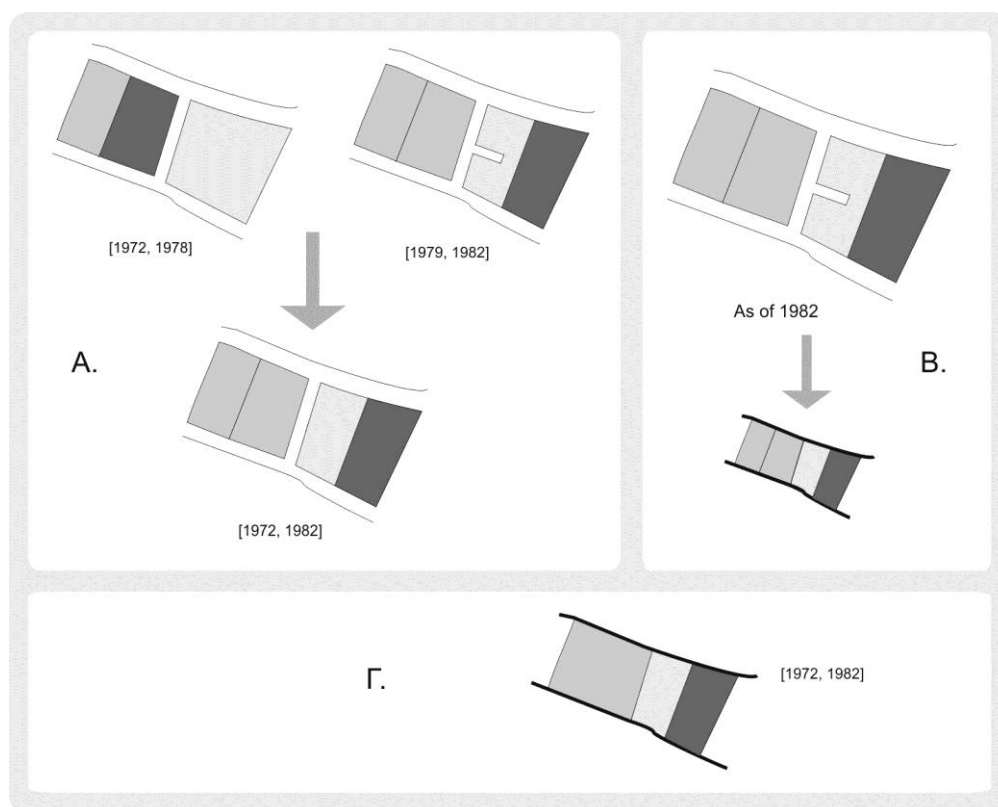 [1972, 1978]
[1979, 1982]
A.
[1972, 1982]
As of 1982
B.
Γ.
[1972, 1982]